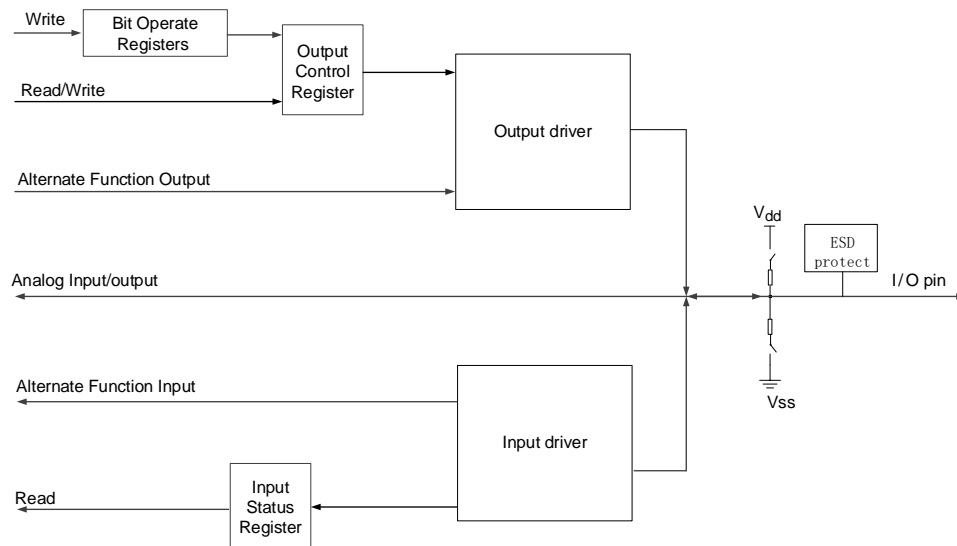 Write
Bit Operate
Registers
Output
Control
Register
Read/Write
Output driver
Alternate Function Output
Vdd
ESD
protect
Analog Input/output
I/O pin
Alternate Function Input
Vss
Input driver
Read
Input
Status
Register